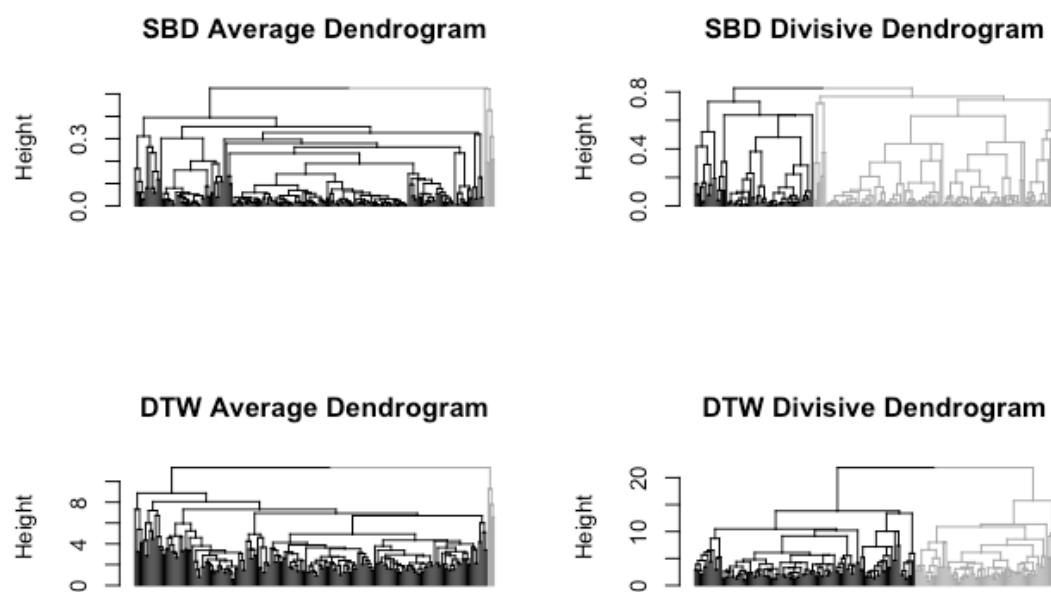 SBD Average Dendrogram
Height
0.0
0.3
SBD Divisive Dendrogram
Height
0.0
0.4
0.8
DTW Average Dendrogram
Height
0
4
8
DTW Divisive Dendrogram
Height
0
10
20